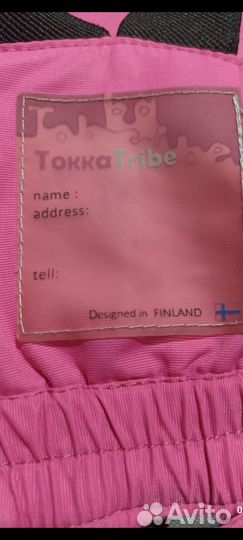 TokkaTribe
name :
address:
tell:
Designed in FINLAND
Avito